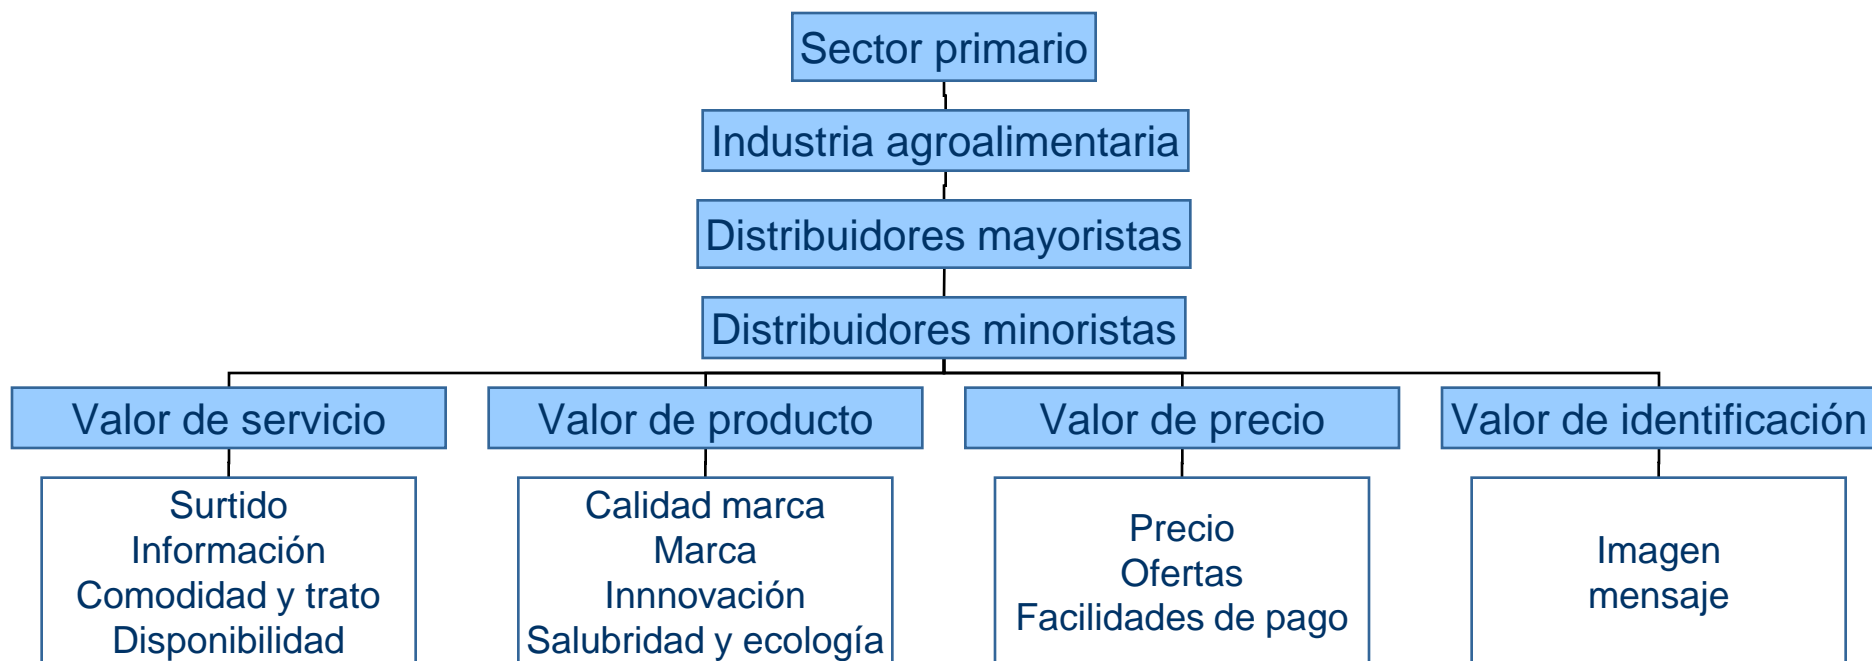 Sector primario
Industria agroalimentaria
Distribuidores mayoristas
Distribuidores minoristas
Valor de servicio
Valor de producto
Valor de precio
Valor de identificación
Surtido
Información
Comodidad y trato
Disponibilidad
Calidad marca
Marca
Innnovación
Salubridad y ecología
Precio
Ofertas
Facilidades de pago
Imagen
mensaje